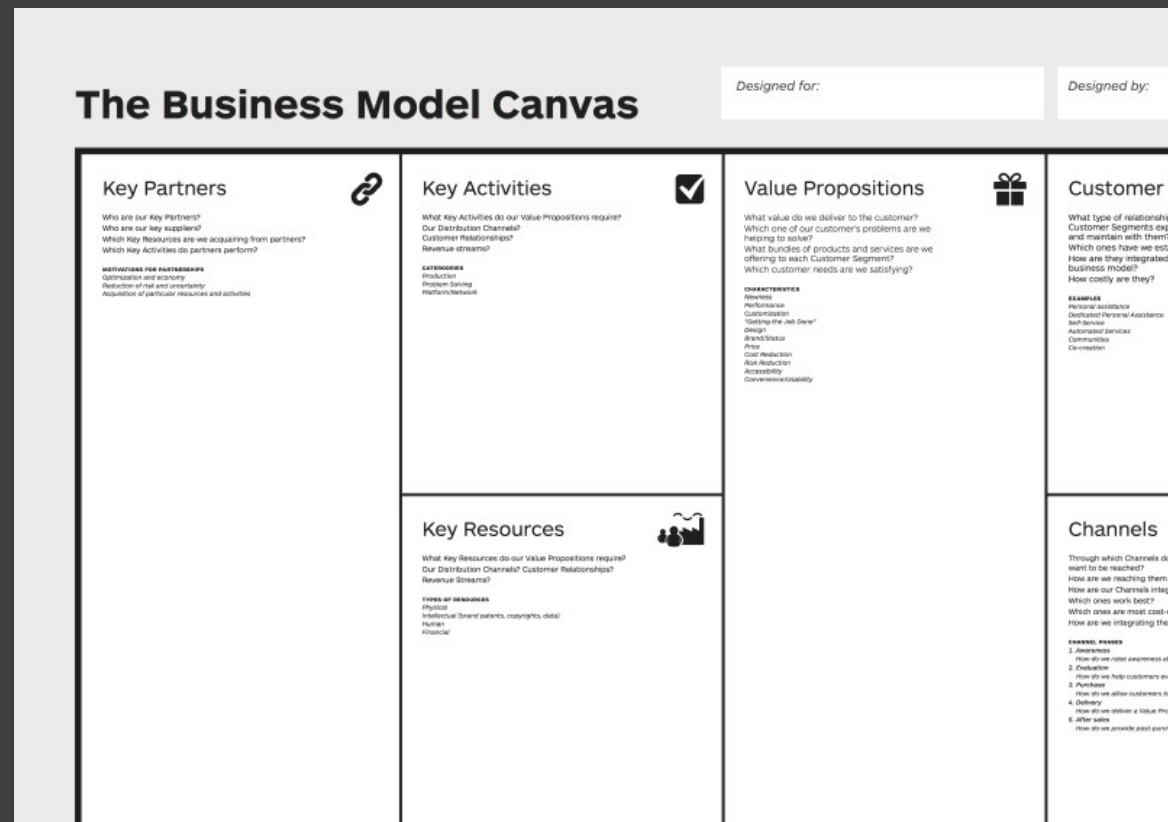 The Business Model Canvas
Designed for:
Designed by:
Key Partners
Who are our Key Partners?
Who are our key suppliers?
Which Key Resources are we acquairing from partners?
Which Key Activities do partners perform?
MOTIVATIONS FOR PARTNERSHIPS
Optimization and economy
Reduction of risk and uncertainty
Acquisition of particular resources and activities
Key Activities
What Key Activities do our Value Propositions require?
Our Distribution Channels?
Customer Relationships?
Revenue streams?
CATERGORIES
Production
Problem Solving
Platform/Network
Key Resources
What Key Resources do our Value Propositions require?
Our Distribution Channels? Customer Relationships?
Revenue Streams?
TYPES OF RESOURCES
Physical
Intellectual (brand patents, copyrights, data)
Human
Financial
Value Propositions
What value do we deliver to the customer?
Which one of our customer's problems are we
helping to solve?
What bundles of products and services are we
offering to each Customer Segment?
Which customer needs are we satisfying?
CHARACTERISTICS
Newness
Performance
Customization
"Getting the Job Done"
Design
Brand/Status
Price
Cost Reduction
Risk Reduction
Accessibility
Convenience/Usability
Customer
What type of
Customer Segments
and maintain with them?
Which ones have we
How are they integrated
business model?
How costly are they?
EXAMPLES
Personal assistance
Dedicated Personal Assistance
Self-Service
Automated Services
Communities
Co-creation
Channels
Through which Channels
want to be reached?
How are we reaching them
How are our Channels
Which ones work best?
Which ones are most
How are we integrating
CHANNEL PHASES
1. Awareness
How do we raise awareness
2. Evaluation
How do we help customers
3. Purchase
How do we allow customers
4. Delivery
How do we deliver a Value
5. After sales
How do we provide